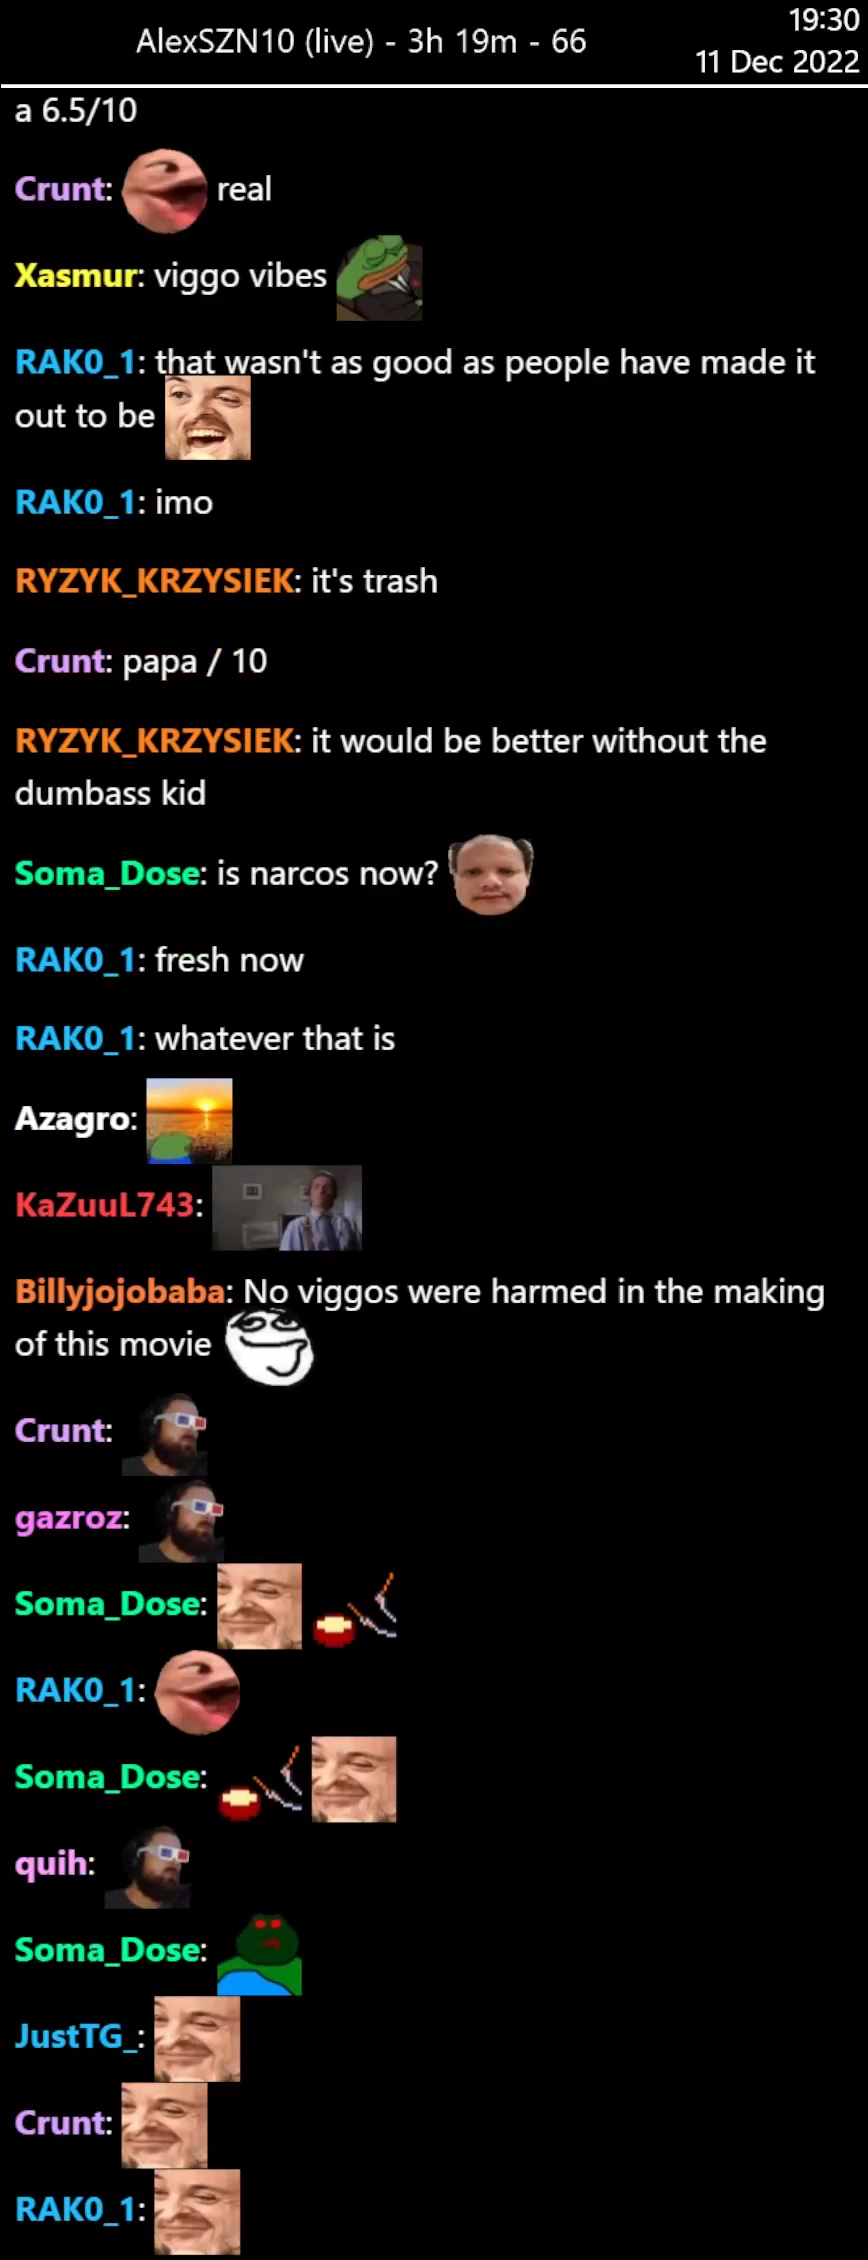 AlexSZN10 (live) - 3h 19m - 66
19:30
11 Dec 2022
a 6.5/10
Crunt: real
Xasmur: viggo vibes
RAK0_1: that wasn't as good as people have made it
out to be
RAK0_1: imo
RYZYK_KRZYSIEK: it's trash
Crunt: papa / 10
RYZYK_KRZYSIEK: it would be better without the
dumbass kid
Soma_Dose: is narcos now?
RAK0_1: fresh now
RAK0_1: whatever that is
Azagro:
KaZuuL743:
Billyjojobaba: No viggos were harmed in the making
of this movie
Crunt:
gazroz:
Soma_Dose:
RAK0_1:
Soma_Dose:
quih:
Soma_Dose:
JustTG_:
Crunt:
RAK0_1: